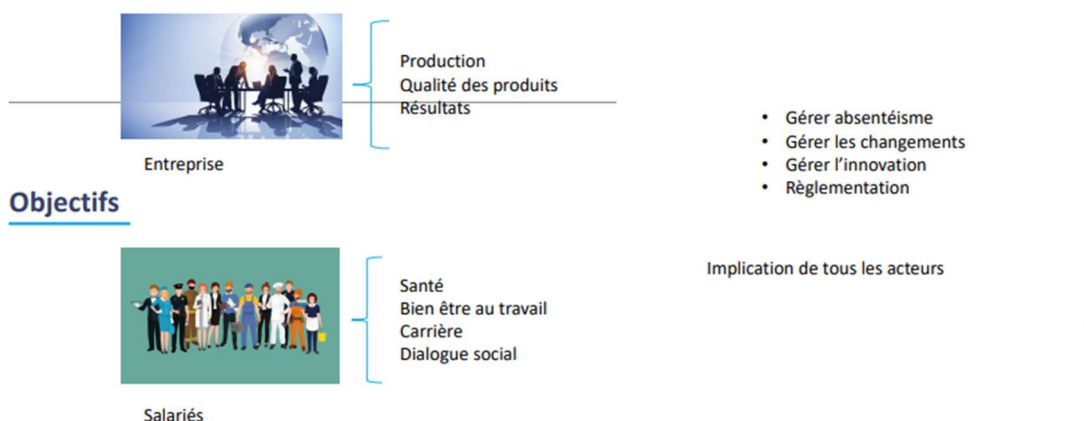 Production
Qualité des produits
Résultats
Entreprise
• Gérer absentéisme
• Gérer les changements
• Gérer l’innovation
• Règlementation
Objectifs
Santé
Bien être au travail
Carrière
Dialogue social
Implication de tous les acteurs
Salariés